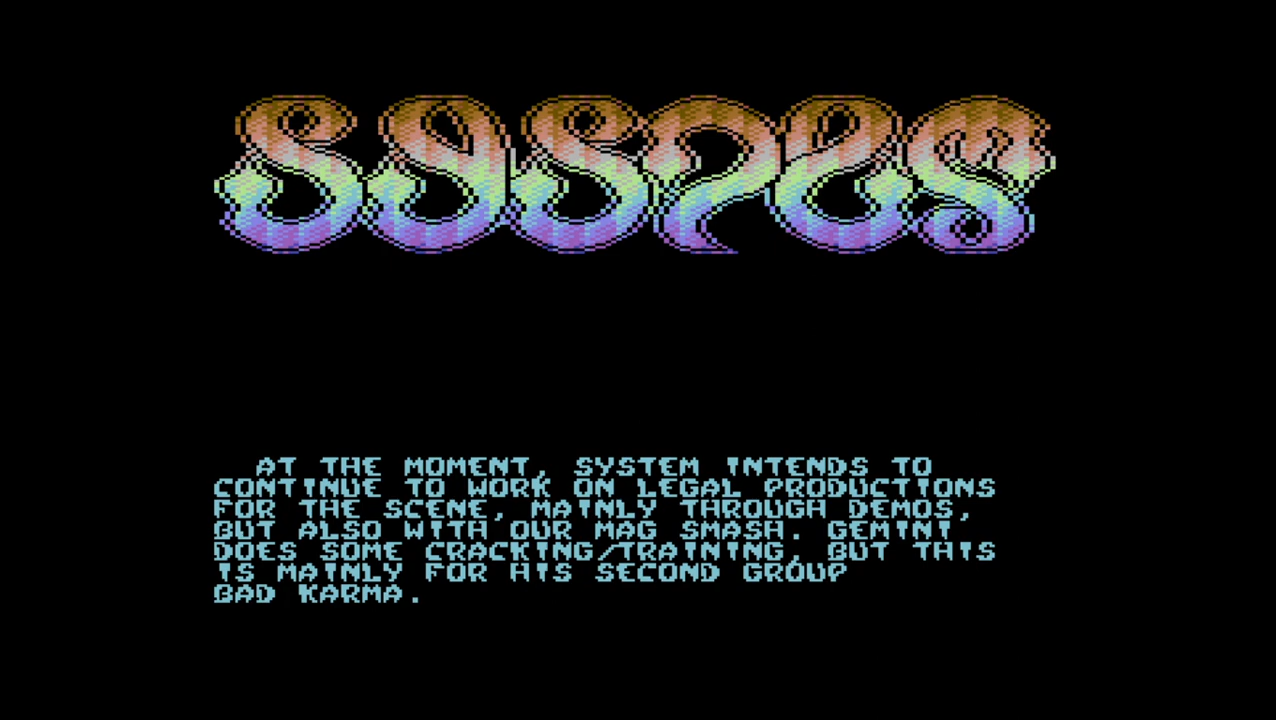 SYSTEM
AT THE MOMENT, SYSTEM INTENDS TO
CONTINUE TO WORK ON LEGAL PRODUCTIONS
FOR THE SCENE, MAINLY THROUGH DEMOS,
BUT ALSO WITH OUR MAG SMASH. GEMINI
DOES SOME CRACKING/TRAINING, BUT THIS
IS MAINLY FOR HIS SECOND GROUP
BAD KARMA.